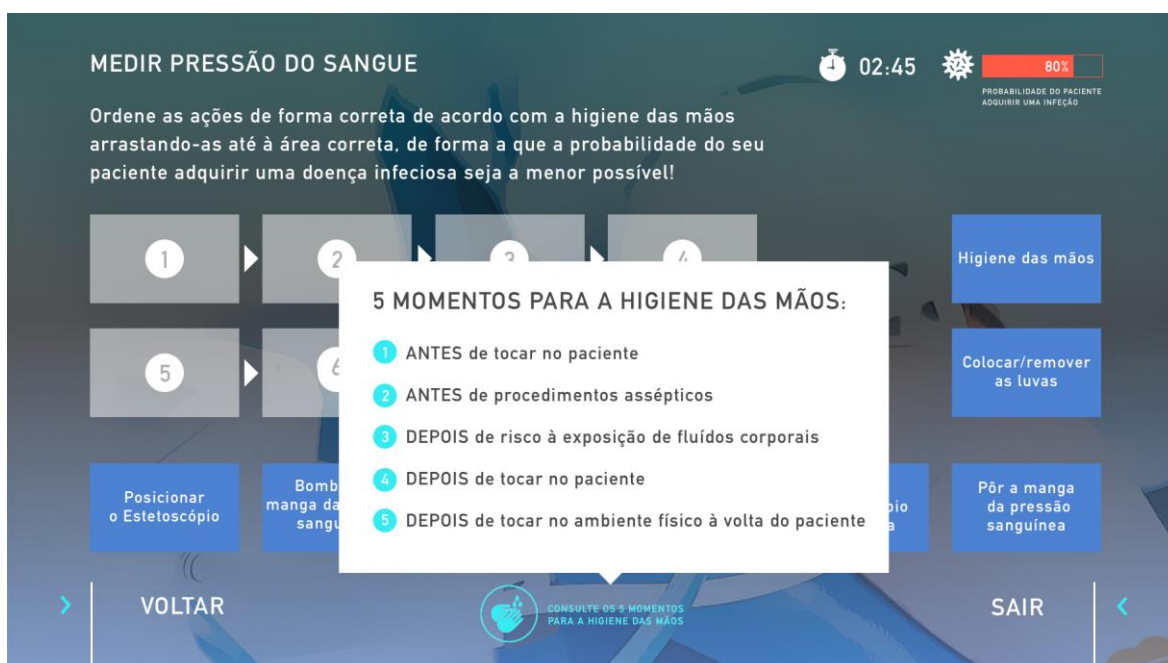 MEDIR PRESSÃO DO SANGUE
02:45
80%
PROBABILIDADE DO PACIENTE
ADQUIRIR UMA INFEÇÃO
Ordene as ações de forma correta de acordo com a higiene das mãos
arrastando-as até à área correta, de forma a que a probabilidade do seu
paciente adquirir uma doença infeciosa seja a menor possível!
1
2
3
4
Higiene das mãos
5 MOMENTOS PARA A HIGIENE DAS MÃOS:
1 ANTES de tocar no paciente
2 ANTES de procedimentos assépticos
3 DEPOIS de risco à exposição de fluídos corporais
4 DEPOIS de tocar no paciente
5 DEPOIS de tocar no ambiente físico à volta do paciente
5
6
Colocar/remover
as luvas
Posicionar
o Estetoscópio
manga da
Pôr a manga
da pressão
sanguínea
VOLTAR
CONSULTE OS 5 MOMENTOS
PARA A HIGIENE DAS MÃOS
SAIR